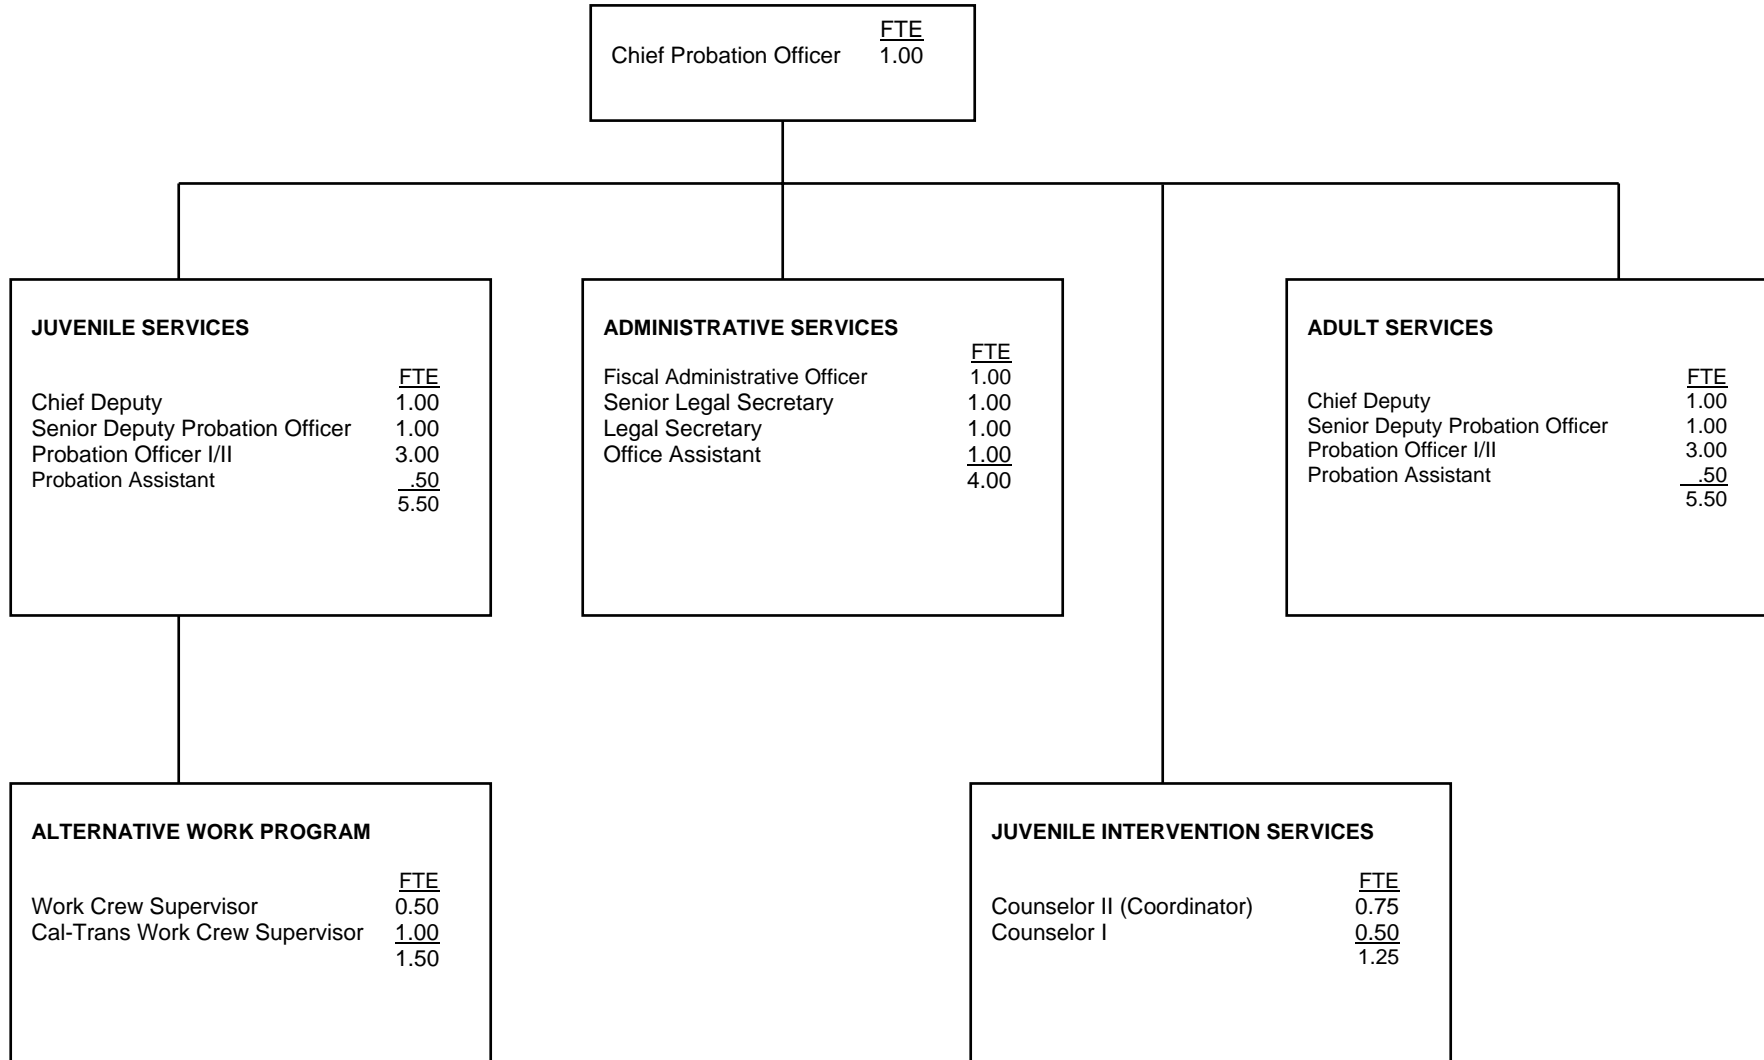 FTE
Chief Probation Officer 1.00
JUVENILE SERVICES
FTE
Chief Deputy 1.00
Senior Deputy Probation Officer 1.00
Probation Officer I/II 3.00
Probation Assistant .50
5.50
ADMINISTRATIVE SERVICES
FTE
Fiscal Administrative Officer 1.00
Senior Legal Secretary 1.00
Legal Secretary 1.00
Office Assistant 1.00
4.00
ADULT SERVICES
FTE
Chief Deputy 1.00
Senior Deputy Probation Officer 1.00
Probation Officer I/II 3.00
Probation Assistant .50
5.50
ALTERNATIVE WORK PROGRAM
FTE
Work Crew Supervisor 0.50
Cal-Trans Work Crew Supervisor 1.00
1.50
JUVENILE INTERVENTION SERVICES
FTE
Counselor II (Coordinator) 0.75
Counselor I 0.50
1.25